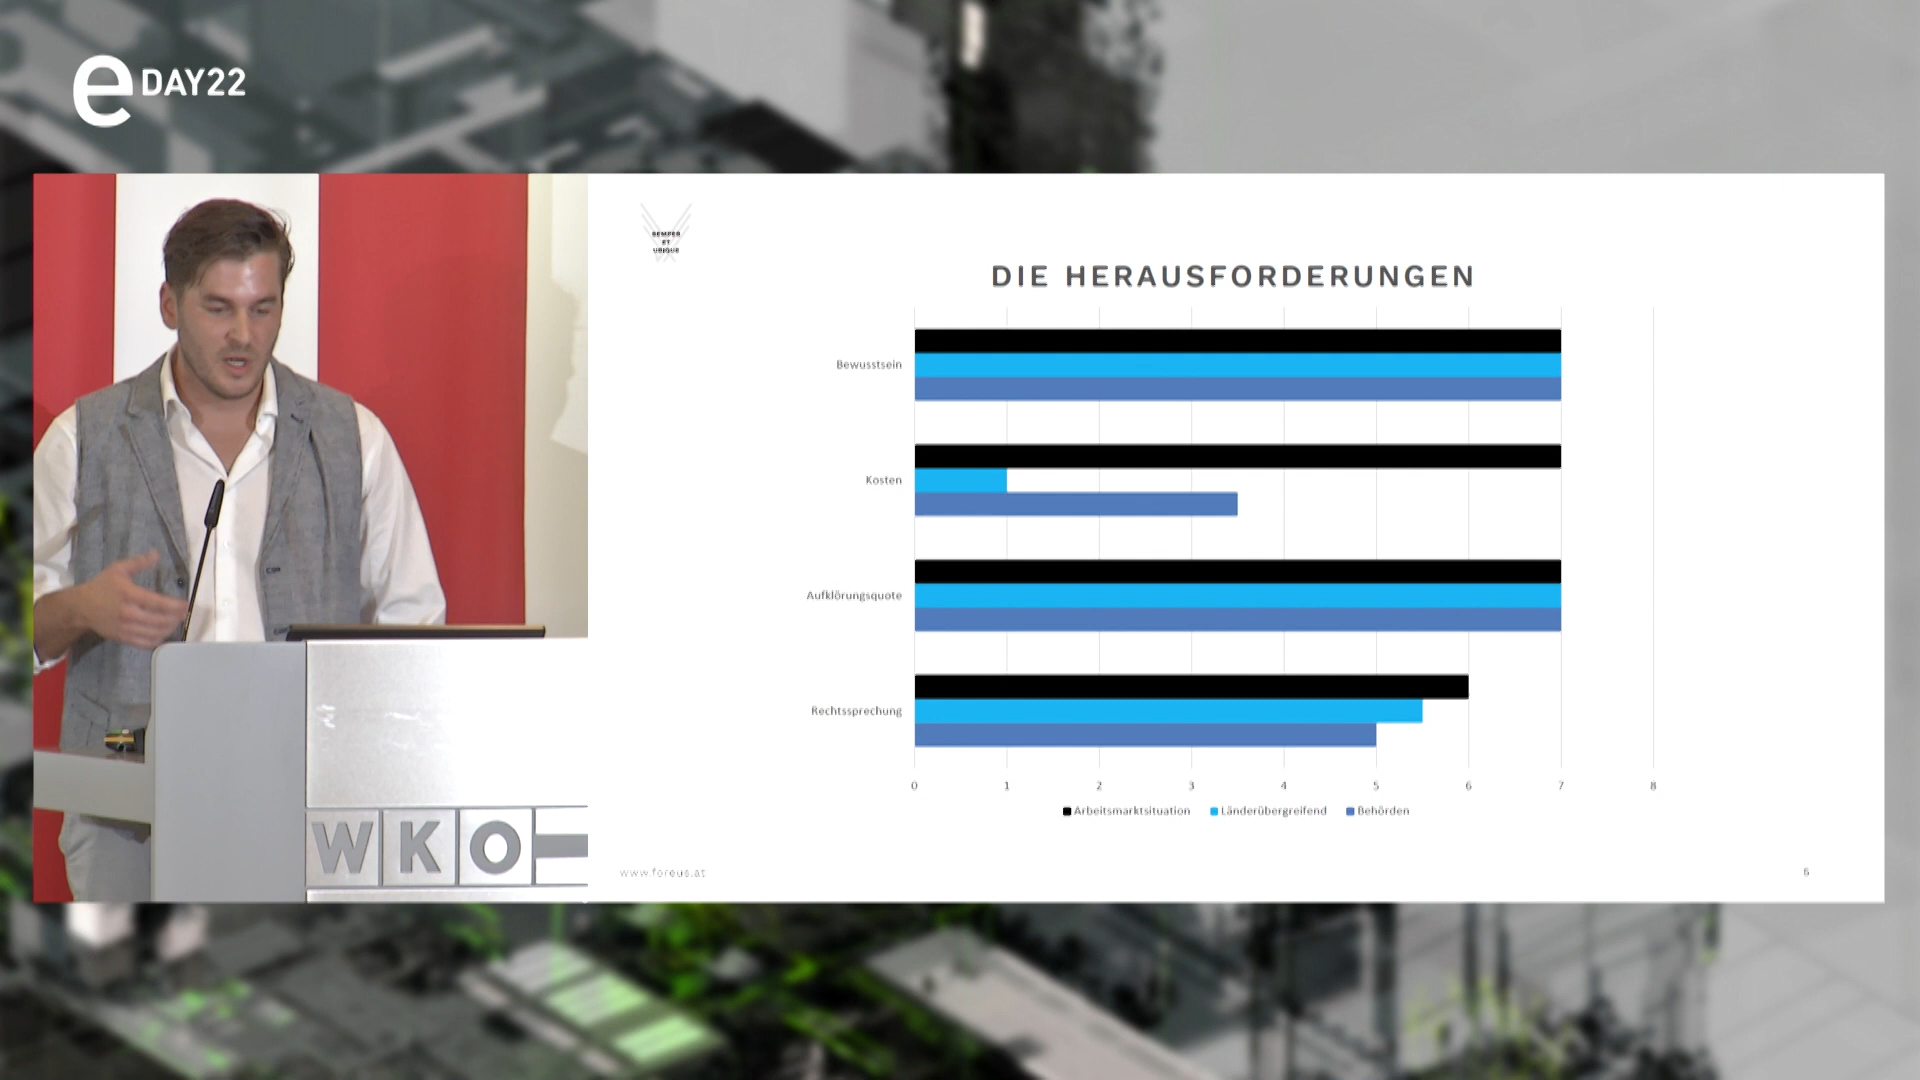 e DAY22
SEMPER
ET
UBIQUE
DIE HERAUSFORDERUNGEN
Bewusstsein
Kosten
Aufklörungsquote
Rechtssprechung
0 1 2 3 4 5 6 7 8
Arbeitsmarktsituation Länderübergreifend Behörden
www.foreus.at
6
WKO